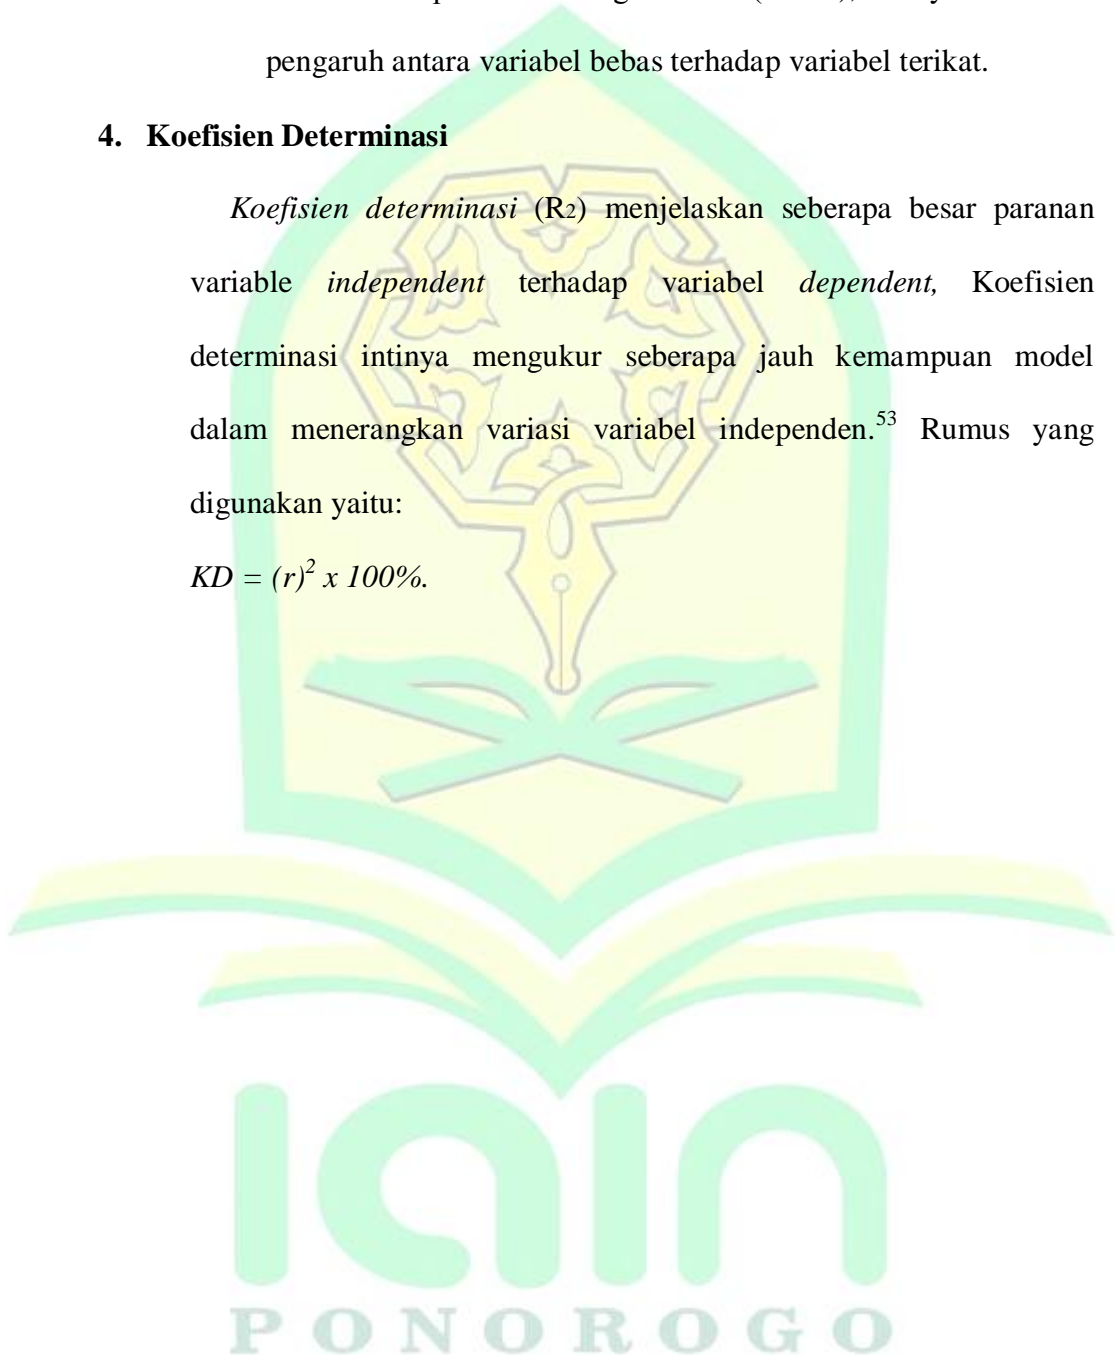 pengaruh antara variabel bebas terhadap variabel terikat.
4. Koefisien Determinasi
Koefisien determinasi (R2) menjelaskan seberapa besar paranan
variable independent terhadap variabel dependent, Koefisien
determinasi intinya mengukur seberapa jauh kemampuan model
dalam menerangkan variasi variabel independen.⁵³ Rumus yang
digunakan yaitu:
KD = (r)² x 100%.
iain
PONOROGO